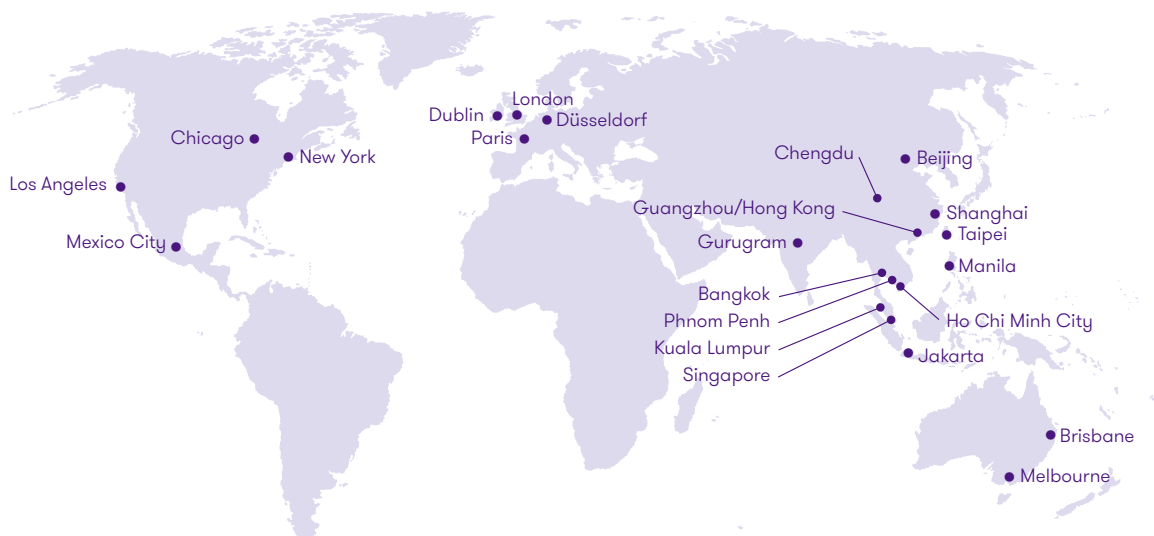 London
Dublin
Düsseldorf
Paris
Chicago
New York
Los Angeles
Mexico City
Chengdu
Beijing
Guangzhou/Hong Kong
Shanghai
Taipei
Gurugram
Manila
Bangkok
Phnom Penh
Ho Chi Minh City
Kuala Lumpur
Jakarta
Singapore
Brisbane
Melbourne